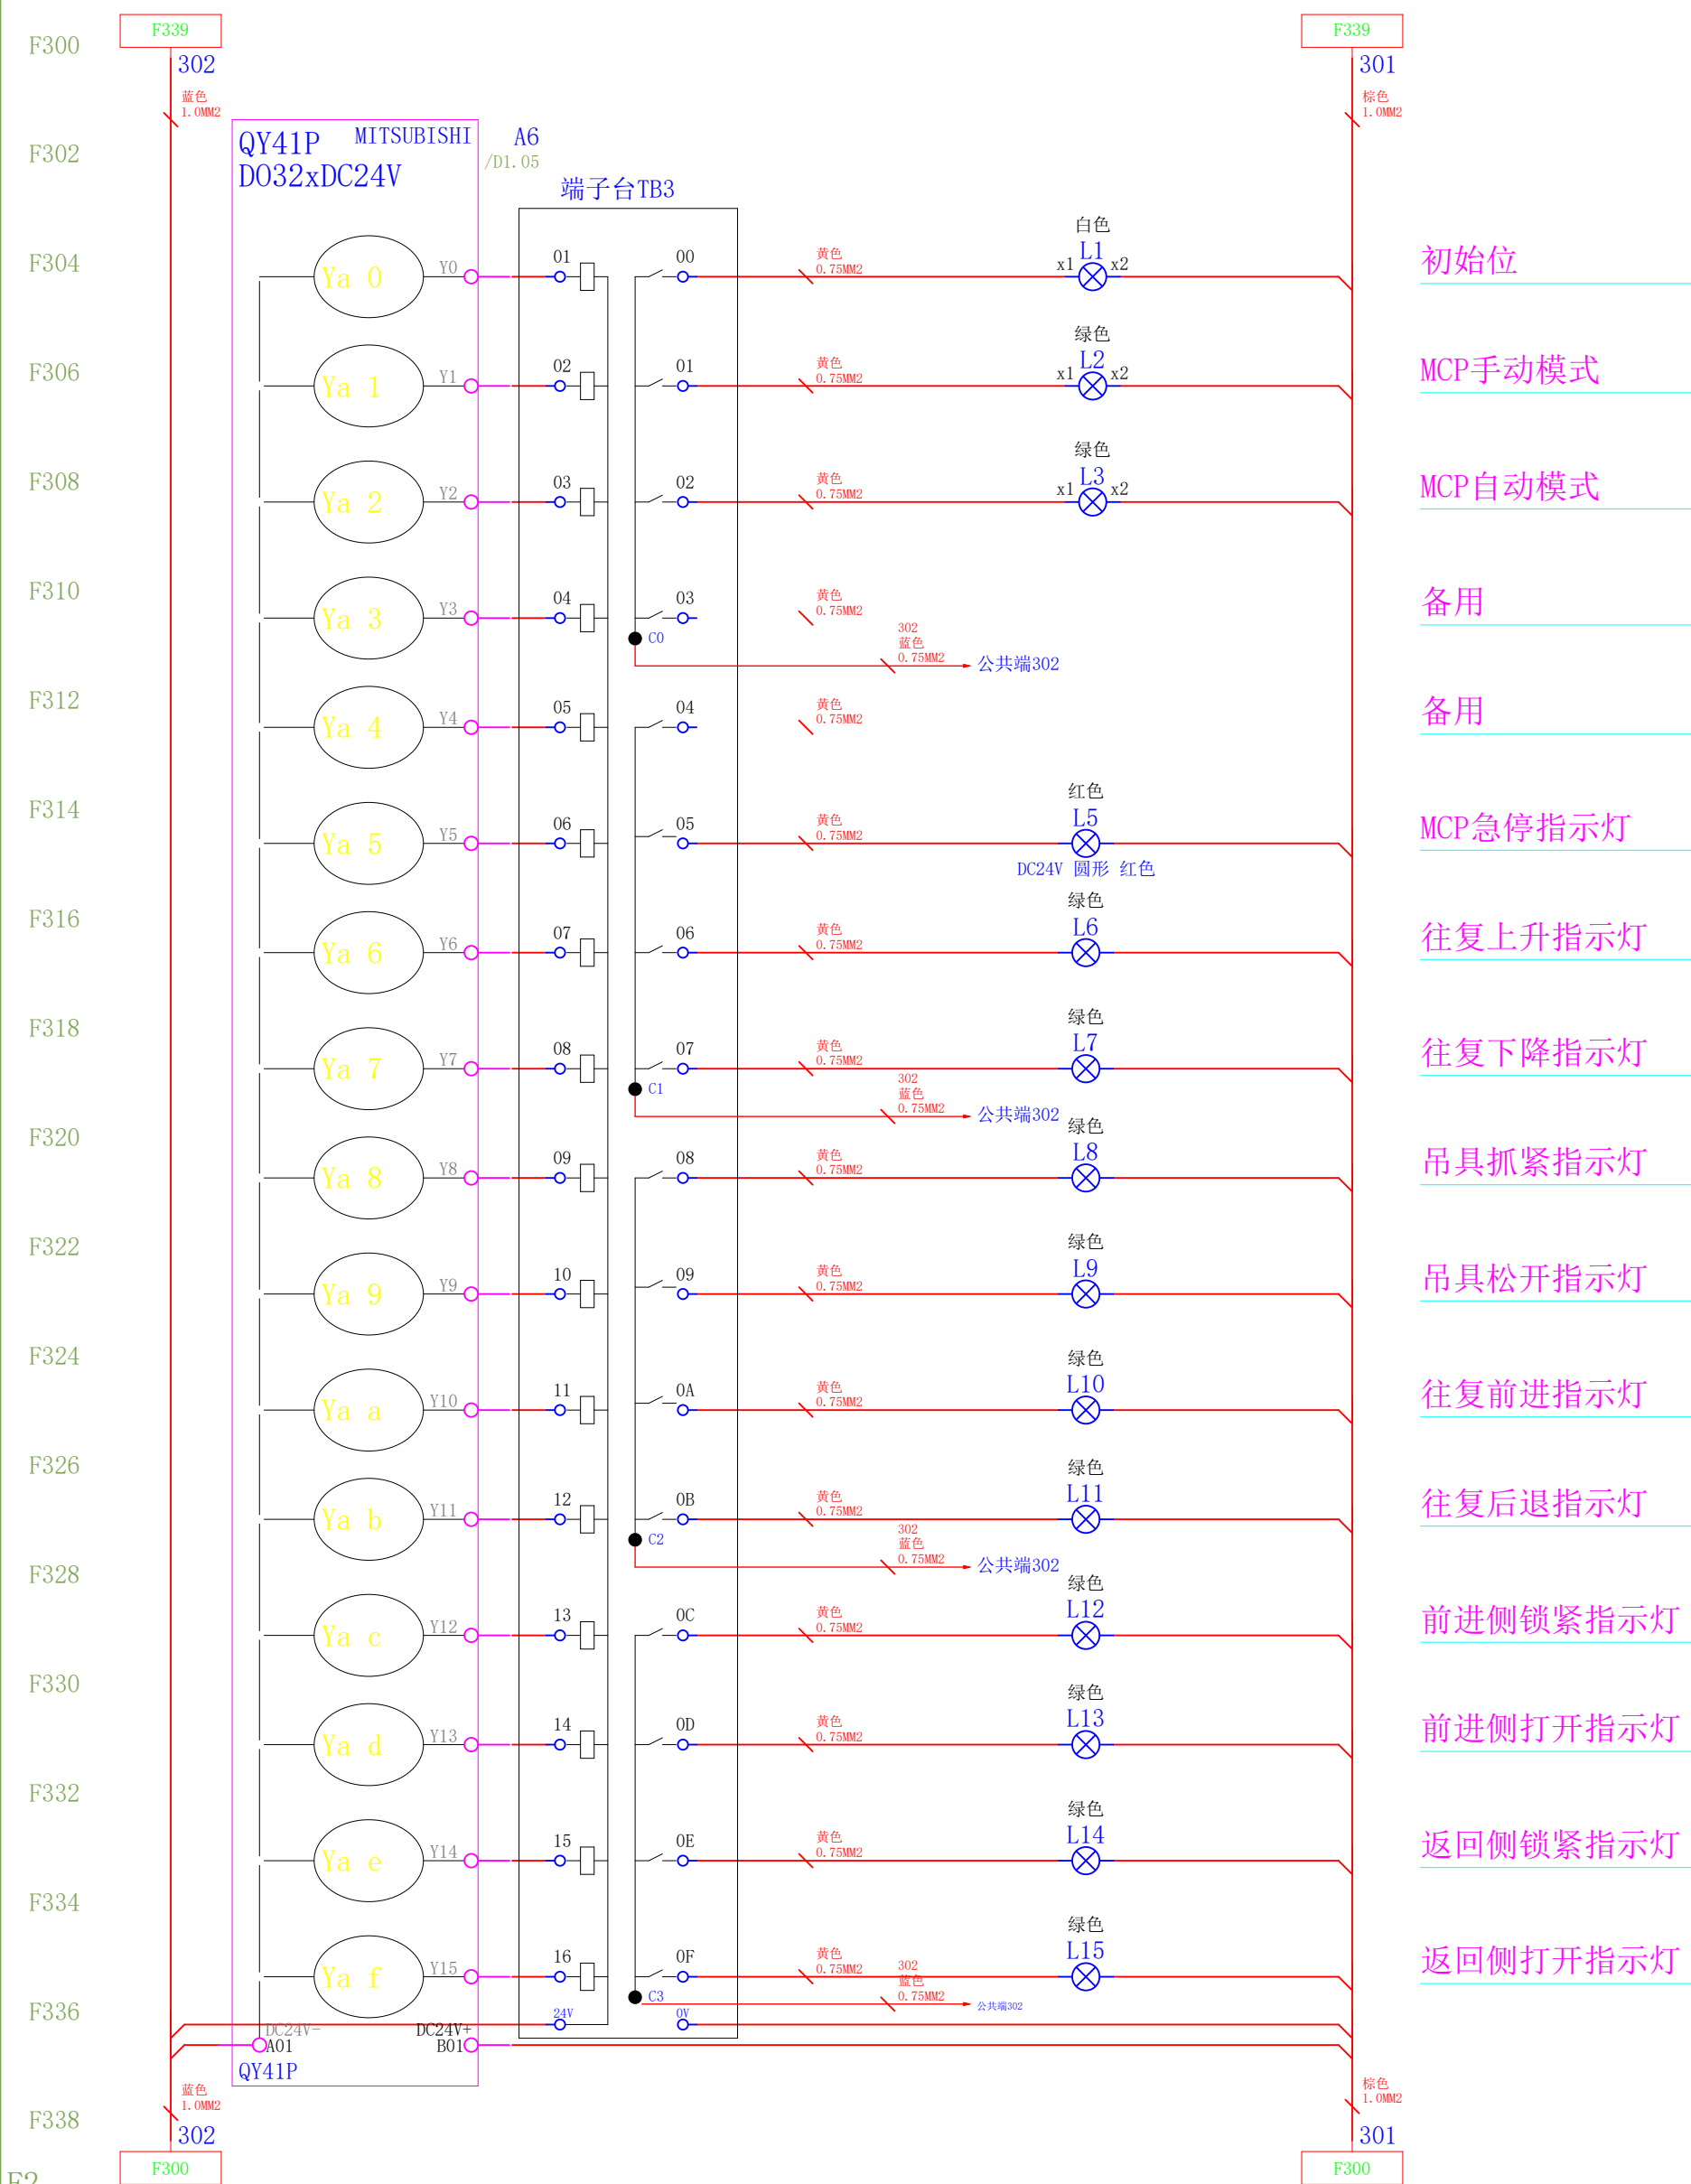 F300
F339
F339
302
301
蓝色
1.0MM2
棕色
1.0MM2
QY41P
MITSUBISHI
A6
F302
DO32xDC24V
/D1.05
端子台TB3
F304
Ya 0
Y0
01
00
黄色
0.75MM2
白色
L1
x1
x2
初始位
F306
Ya 1
Y1
02
01
黄色
0.75MM2
绿色
L2
x1
x2
MCP手动模式
F308
Ya 2
Y2
03
02
黄色
0.75MM2
绿色
L3
x1
x2
MCP自动模式
F310
Ya 3
Y3
04
03
黄色
0.75MM2
备用
C0
302
蓝色
0.75MM2
公共端302
F312
Ya 4
Y4
05
04
黄色
0.75MM2
备用
F314
Ya 5
Y5
06
05
黄色
0.75MM2
红色
L5
DC24V 圆形 红色
MCP急停指示灯
F316
Ya 6
Y6
07
06
黄色
0.75MM2
绿色
L6
往复上升指示灯
F318
Ya 7
Y7
08
07
黄色
0.75MM2
绿色
L7
往复下降指示灯
C1
302
蓝色
0.75MM2
公共端302
F320
Ya 8
Y8
09
08
黄色
0.75MM2
绿色
L8
吊具抓紧指示灯
F322
Ya 9
Y9
10
09
黄色
0.75MM2
绿色
L9
吊具松开指示灯
F324
Ya a
Y10
11
0A
黄色
0.75MM2
绿色
L10
往复前进指示灯
F326
Ya b
Y11
12
0B
黄色
0.75MM2
绿色
L11
往复后退指示灯
C2
302
蓝色
0.75MM2
公共端302
F328
Ya c
Y12
13
0C
黄色
0.75MM2
绿色
L12
前进侧锁紧指示灯
F330
Ya d
Y13
14
0D
黄色
0.75MM2
绿色
L13
前进侧打开指示灯
F332
Ya e
Y14
15
0E
黄色
0.75MM2
绿色
L14
返回侧锁紧指示灯
F334
Ya f
Y15
16
0F
黄色
0.75MM2
绿色
L15
返回侧打开指示灯
C3
302
蓝色
0.75MM2
公共端302
F336
24V
0V
DC24V-
A01
DC24V+
B01
QY41P
蓝色
1.0MM2
棕色
1.0MM2
F338
302
301
F300
F300
F2